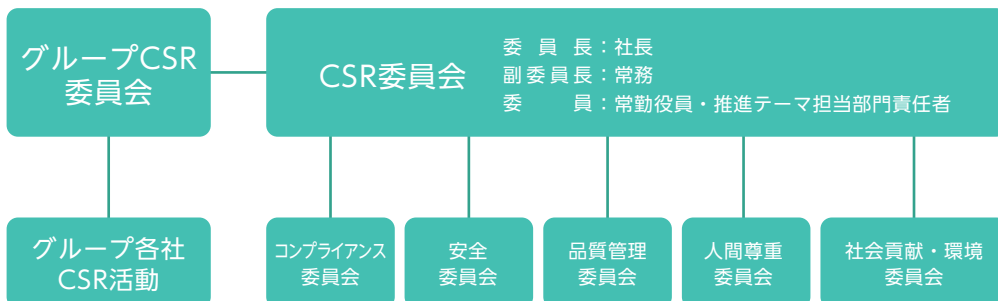 グループCSR
委員会
CSR委員会
委員長：社長
副委員長：常務
委員：常勤役員・推進テーマ担当部門責任者
グループ各社
CSR活動
コンプライアンス
委員会
安全
委員会
品質管理
委員会
人間尊重
委員会
社会貢献・環境
委員会